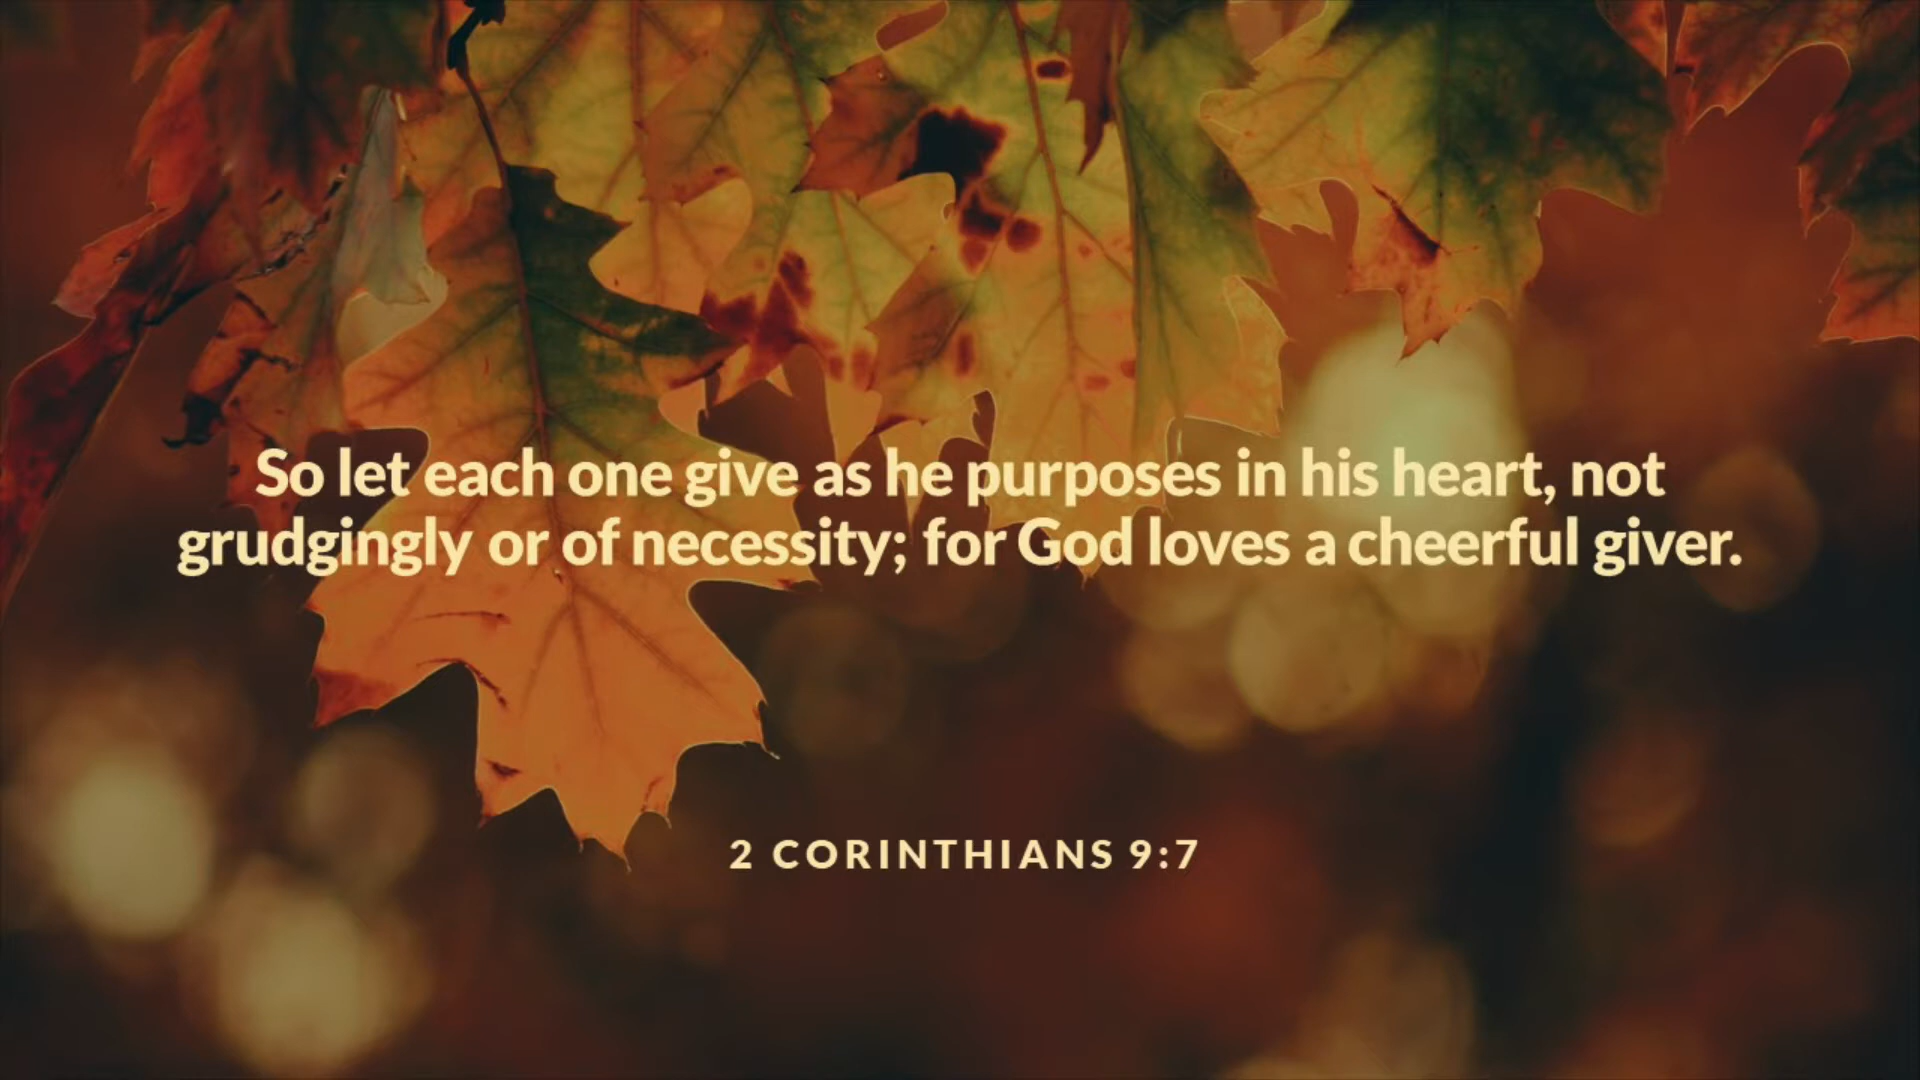 So let each one give as he purposes in his heart, not
grudgingly or of necessity; for God loves a cheerful giver.
2 CORINTHIANS 9:7